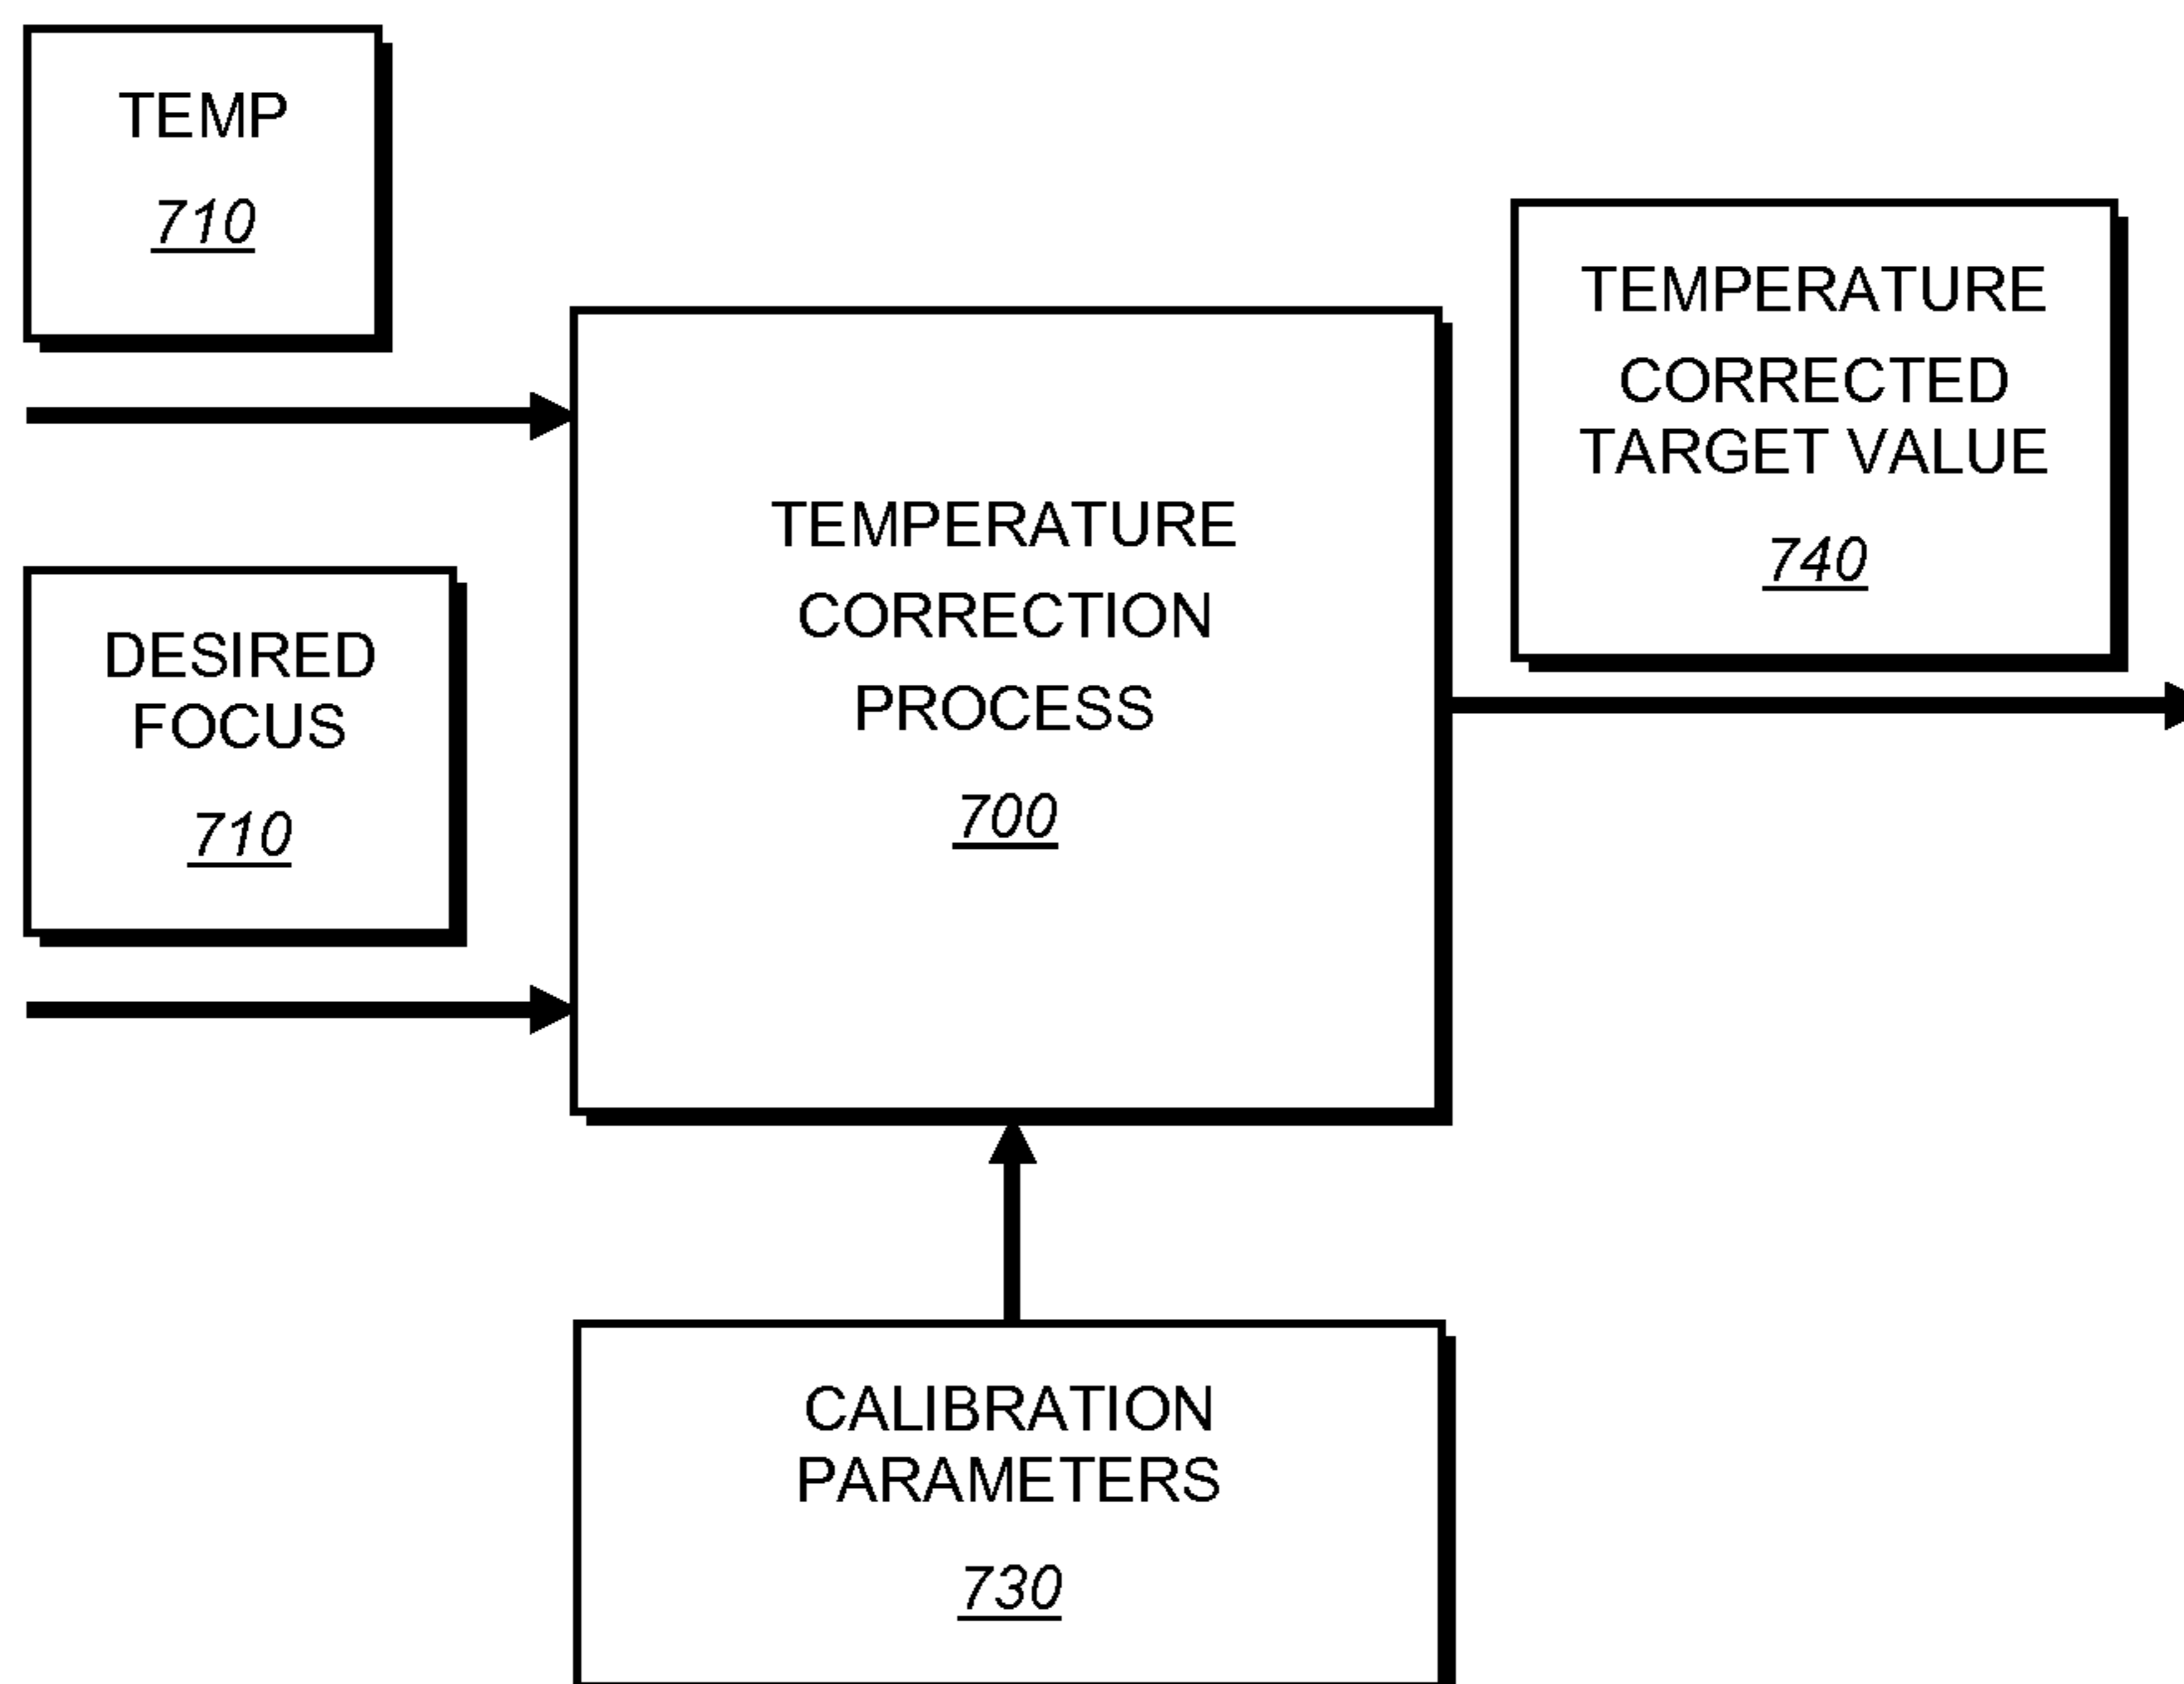 TEMP
710
DESIRED
FOCUS
710
TEMPERATURE
CORRECTION
PROCESS
700
TEMPERATURE
CORRECTED
TARGET VALUE
740
CALIBRATION
PARAMETERS
730